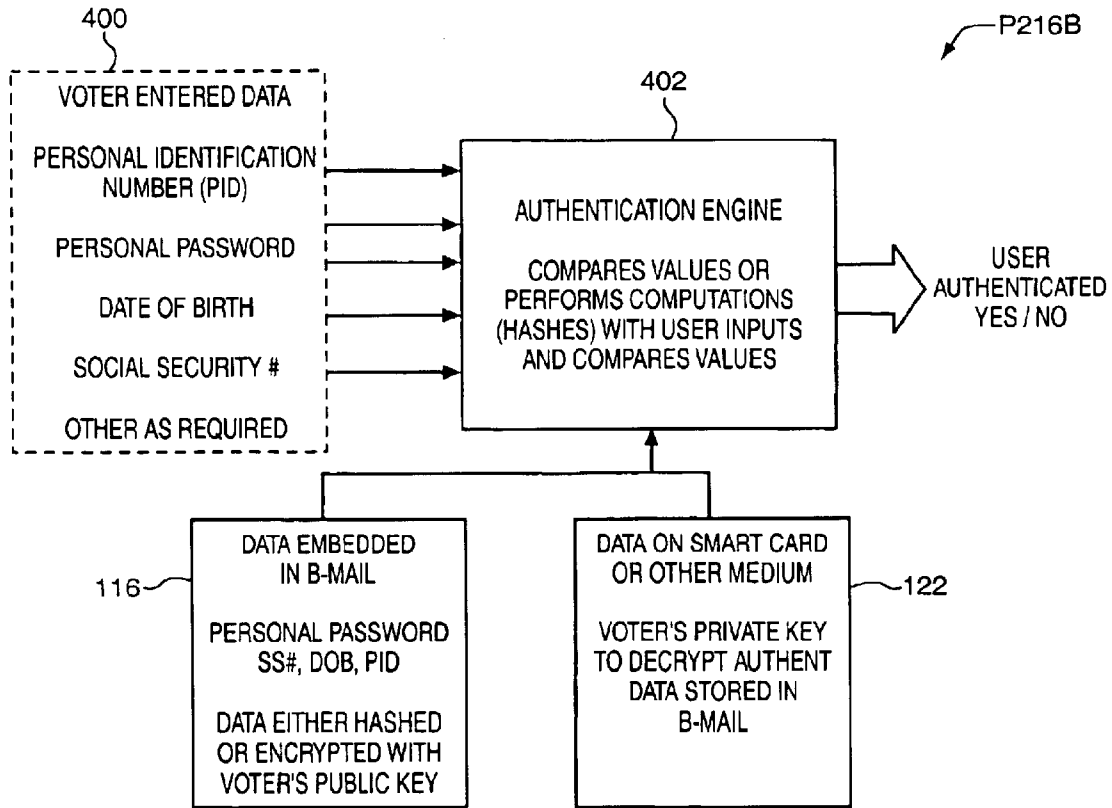 400
P216B
VOTER ENTERED DATA
PERSONAL IDENTIFICATION
NUMBER (PID)
PERSONAL PASSWORD
DATE OF BIRTH
SOCIAL SECURITY #
OTHER AS REQUIRED
402
AUTHENTICATION ENGINE
COMPARES VALUES OR
PERFORMS COMPUTATIONS
(HASHES) WITH USER INPUTS
AND COMPARES VALUES
USER
AUTHENTICATED
YES / NO
116
DATA EMBEDDED
IN B-MAIL
PERSONAL PASSWORD
SS#, DOB, PID
DATA EITHER HASHED
OR ENCRYPTED WITH
VOTER'S PUBLIC KEY
DATA ON SMART CARD
OR OTHER MEDIUM
VOTER'S PRIVATE KEY
TO DECRYPT AUTHENT
DATA STORED IN
B-MAIL
122